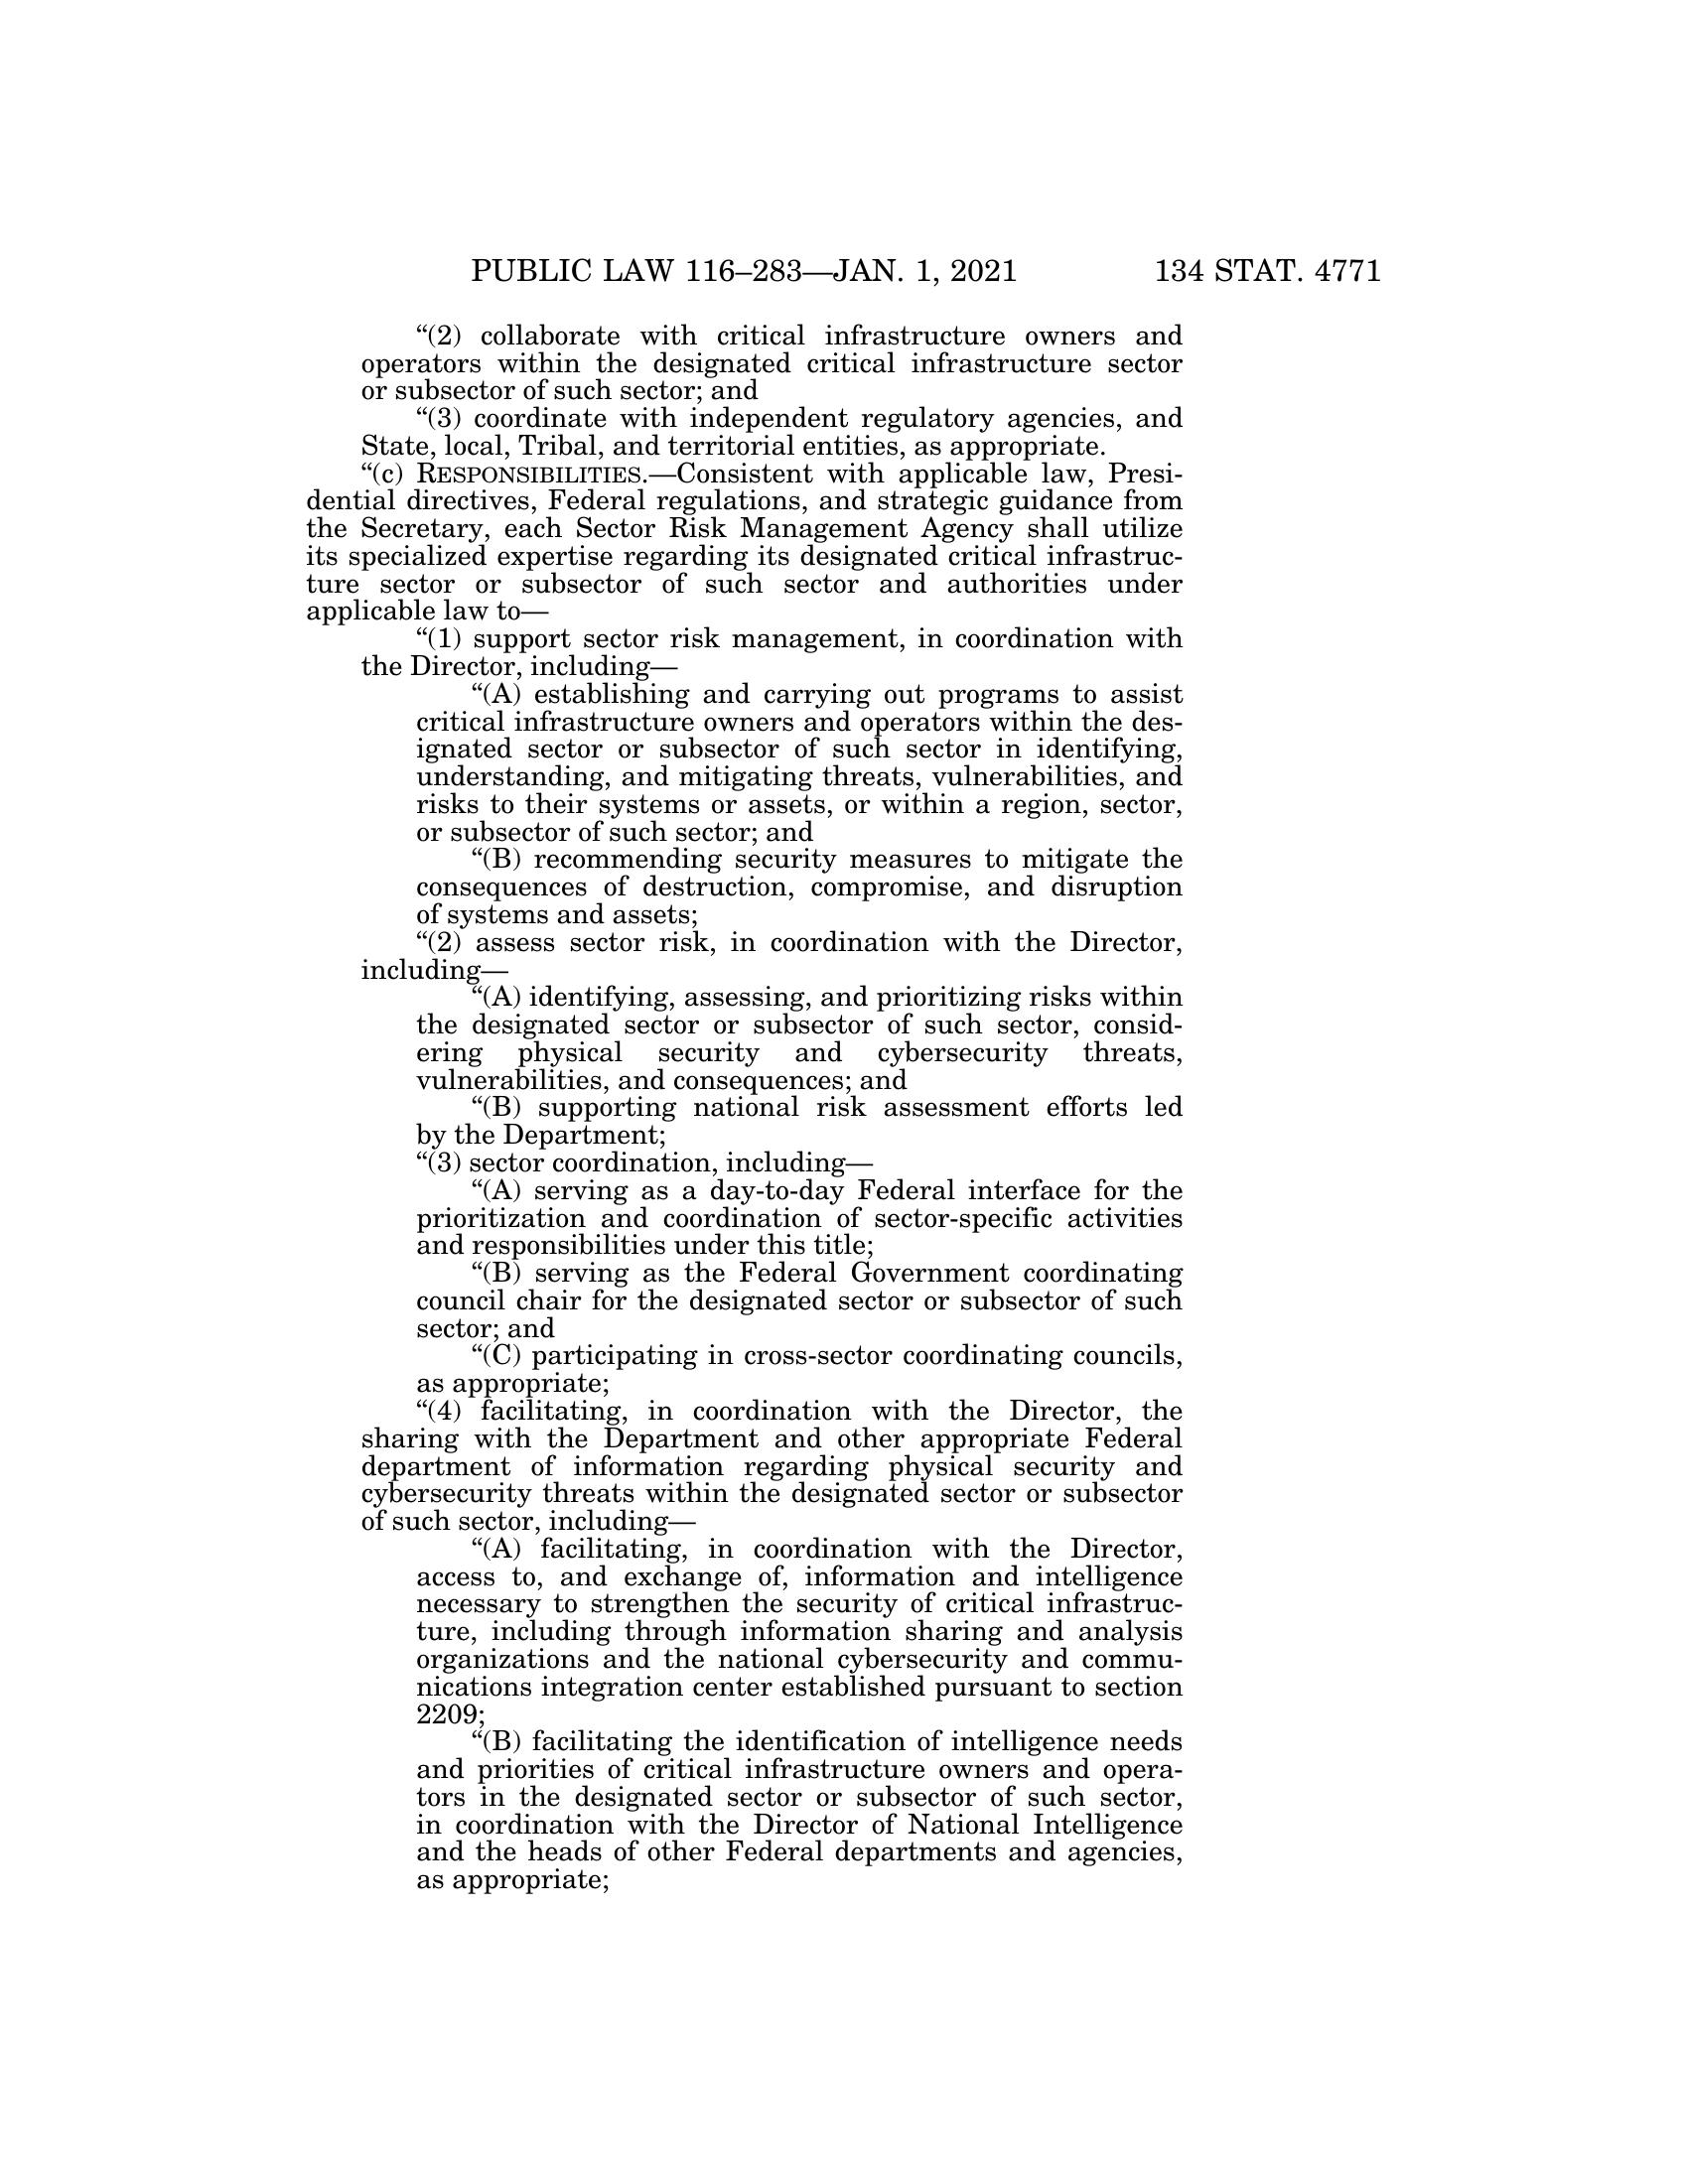 PUBLIC LAW 116–283—JAN. 1, 2021 134 STAT. 4771
“(2) collaborate with critical infrastructure owners and
operators within the designated critical infrastructure sector
or subsector of such sector; and
“(3) coordinate with independent regulatory agencies, and
State, local, Tribal, and territorial entities, as appropriate.
“(c) RESPONSIBILITIES.—Consistent with applicable law, Presi-
dential directives, Federal regulations, and strategic guidance from
the Secretary, each Sector Risk Management Agency shall utilize
its specialized expertise regarding its designated critical infrastruc-
ture sector or subsector of such sector and authorities under
applicable law to—
“(1) support sector risk management, in coordination with
the Director, including—
“(A) establishing and carrying out programs to assist
critical infrastructure owners and operators within the des-
ignated sector or subsector of such sector in identifying,
understanding, and mitigating threats, vulnerabilities, and
risks to their systems or assets, or within a region, sector,
or subsector of such sector; and
“(B) recommending security measures to mitigate the
consequences of destruction, compromise, and disruption
of systems and assets;
“(2) assess sector risk, in coordination with the Director,
including—
“(A) identifying, assessing, and prioritizing risks within
the designated sector or subsector of such sector, consid-
ering physical security and cybersecurity threats,
vulnerabilities, and consequences; and
“(B) supporting national risk assessment efforts led
by the Department;
“(3) sector coordination, including—
“(A) serving as a day-to-day Federal interface for the
prioritization and coordination of sector-specific activities
and responsibilities under this title;
“(B) serving as the Federal Government coordinating
council chair for the designated sector or subsector of such
sector; and
“(C) participating in cross-sector coordinating councils,
as appropriate;
“(4) facilitating, in coordination with the Director, the
sharing with the Department and other appropriate Federal
department of information regarding physical security and
cybersecurity threats within the designated sector or subsector
of such sector, including—
“(A) facilitating, in coordination with the Director,
access to, and exchange of, information and intelligence
necessary to strengthen the security of critical infrastruc-
ture, including through information sharing and analysis
organizations and the national cybersecurity and commu-
nications integration center established pursuant to section
2209;
“(B) facilitating the identification of intelligence needs
and priorities of critical infrastructure owners and opera-
tors in the designated sector or subsector of such sector,
in coordination with the Director of National Intelligence
and the heads of other Federal departments and agencies,
as appropriate;